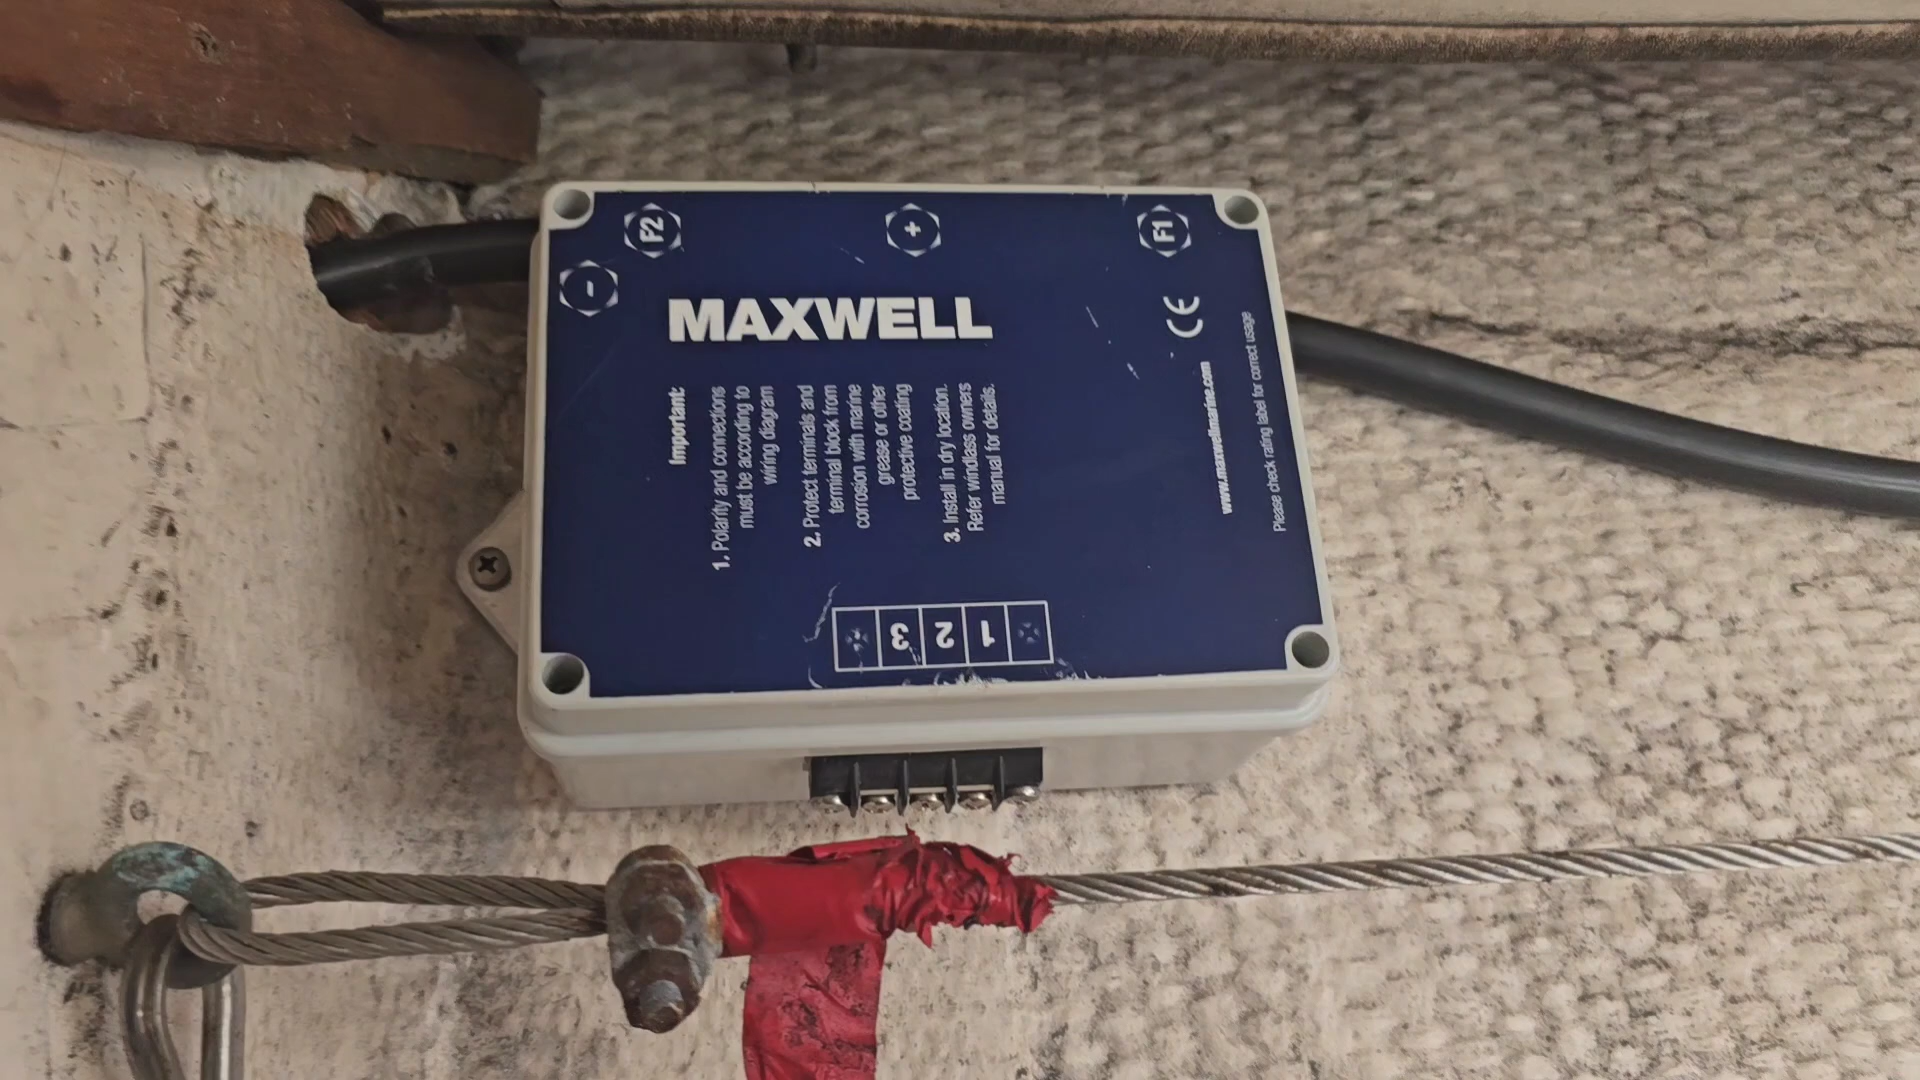 F2
+
F1
-
MAXWELL
CE
Important:
1. Polarity and connections
must be according to
wiring diagram
2. Protect terminals and
terminal block from
corrosion with marine
grease or other
protective coating
3. Install in dry location.
Refer windlass owners
manual for details.
www.maxwellmarine.com
Please check rating label for correct usage
1 2 3